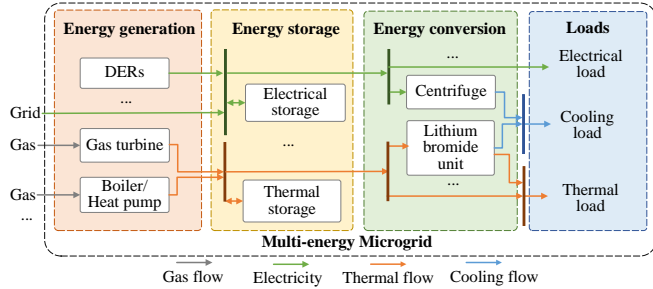 Energy generation
Energy storage
Energy conversion
Loads
DERs
...
Grid
Gas
Gas turbine
Gas
Boiler/
Heat pump
...
Electrical
storage
...
Thermal
storage
...
Centrifuge
Lithium
bromide
unit
...
Electrical
load
Cooling
load
Thermal
load
Multi-energy Microgrid
Gas flow
Electricity
Thermal flow
Cooling flow